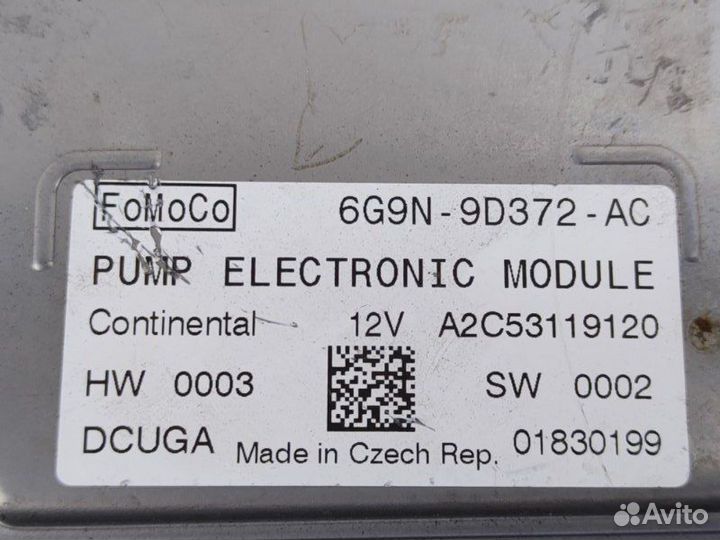 FoMoCo 6G9N-9D372-AC
PUMP ELECTRONIC MODULE
Continental 12V A2C53119120
HW 0003 SW 0002
DCUGA Made in Czech Rep. 01830199
Avito